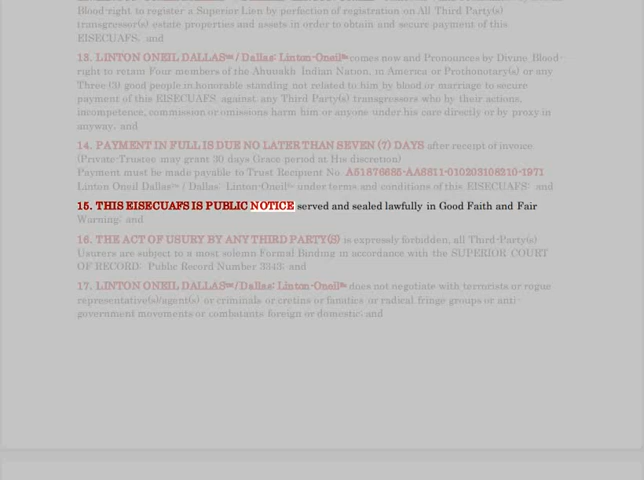 Blood-right to register a Superior Lien by perfection of registration on All Third Party(s)
transgressor(s) estate properties and assets in order to obtain and secure payment of this
EISECUAFS, and
13. LINTON ONEIL DALLAS℠ / Dallas: Linton-Oneil℠ comes now and Pronounces by Divine Blood-
right to retain Four members of the Abunakh Indian Nation, in America or Prothonotary(s) or any
Three (3) good people in honorable standing not related to him by blood or marriage to secure
payment of this EISECUAFS, against any Third Party(s) transgressors who by their actions,
incompetence, commission or omissions harm him or anyone under his care directly or by proxy in
anyway, and
14. PAYMENT IN FULL IS DUE NO LATER THAN SEVEN (7) DAYS after receipt of invoice.
(Private-Trustee may grant 30 days Grace period at His discretion)
Payment must be made payable to Trust Recipient No.
Linton Oneil Dallas℠ / Dallas: Linton-Oneil℠ under terms and conditions of this EISECUAFS: and
15. THIS EISECUAFS IS PUBLIC NOTICE served and sealed lawfully in Good Faith and Fair
Warning: and
16. THE ACT OF USURY BY ANY THIRD PARTY(S) is expressly forbidden, all Third-Party(s)
Usurers are subject to a most solemn Formal Binding in accordance with the SUPERIOR COURT
OF RECORD: Public Record Number 3343; and
17. LINTON ONEIL DALLAS℠ / Dallas: Linton-Oneil℠ does not negotiate with terrorists or rogue
representative(s)/agent(s) or criminals or cretins or fanatics or radical fringe groups or anti-
government movements or combatants foreign or domestic, and